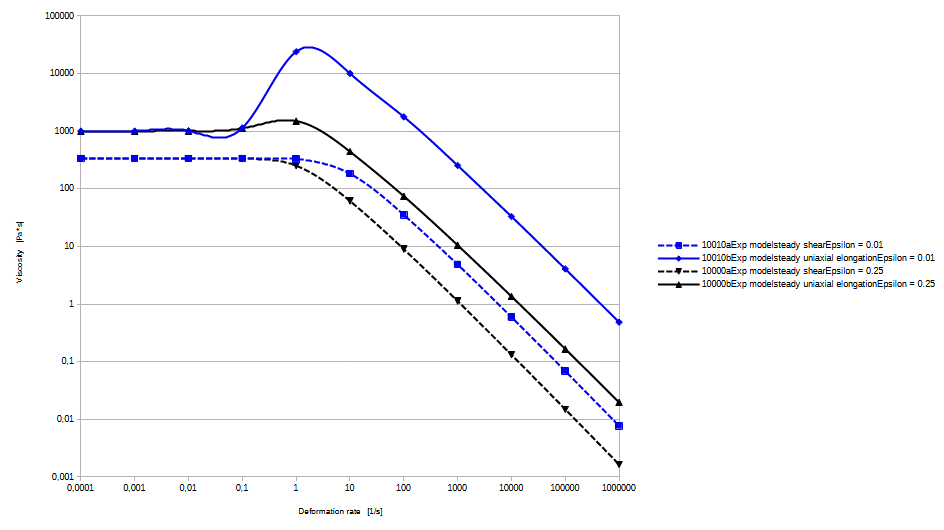 100000
10000
1000
100
10
1
0,1
0,01
0,001
Viscosity [Pa*s]
0,0001 0,001 0,01 0,1 1 10 100 1000 10000 100000 1000000
Deformation rate [1/s]
10010aExp modelsteady shearEpsilon = 0.01
10010bExp modelsteady uniaxial elongationEpsilon = 0.01
10000aExp modelsteady shearEpsilon = 0.25
10000bExp modelsteady uniaxial elongationEpsilon = 0.25